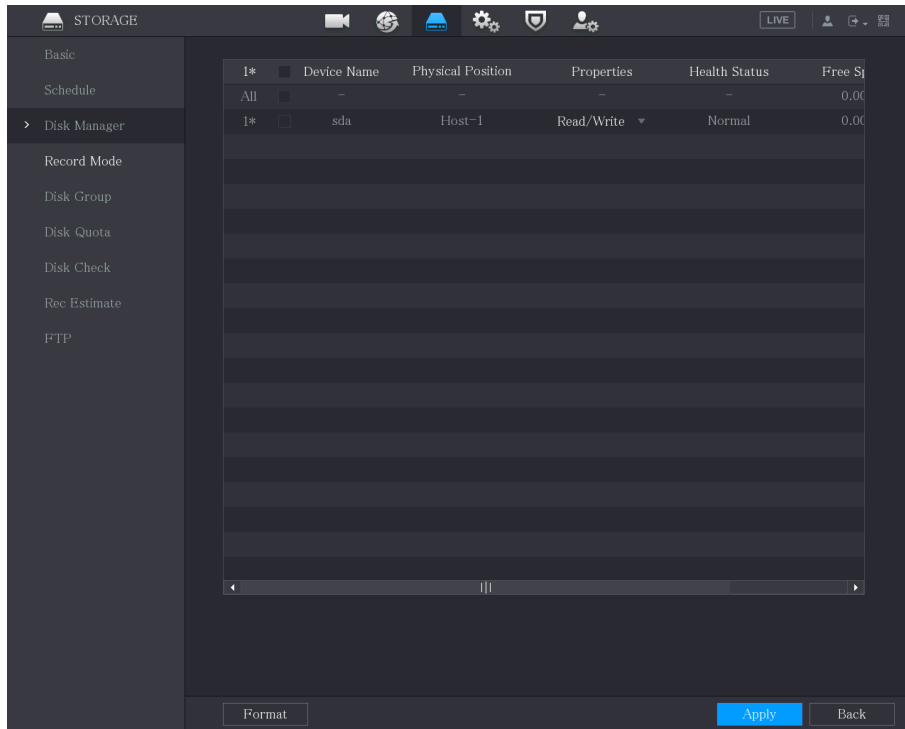 STORAGE
LIVE
Basic
Schedule
Disk Manager
Record Mode
Disk Group
Disk Quota
Disk Check
Rec Estimate
FTP
1* Device Name Physical Position Properties Health Status Free Sp
All - - - - 0.00
1* sda Host-1 Read/Write Normal 0.00
Format Apply Back